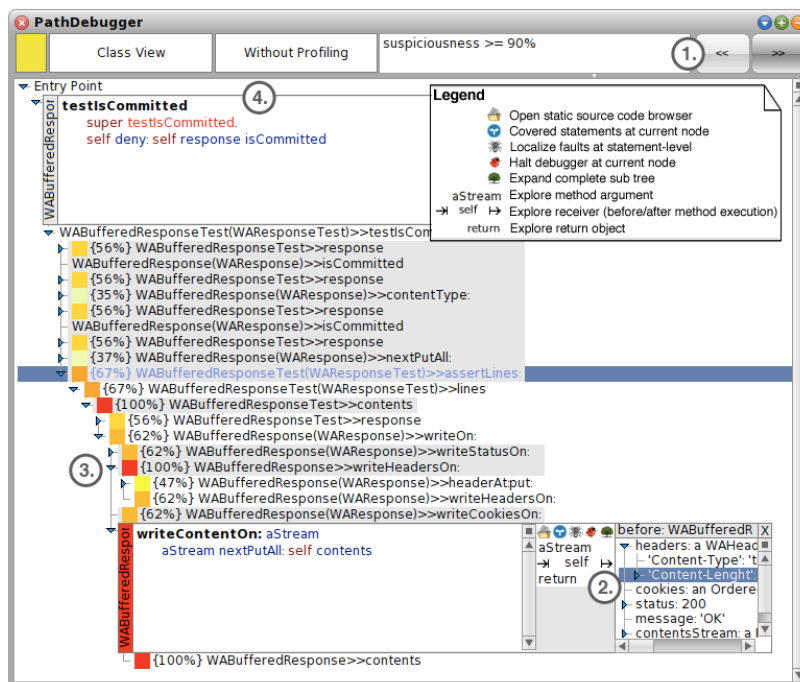 PathDebugger
Class View
Without Profiling
suspiciousness >= 90%
1.
<<
>>
Entry Point
4.
WABufferedRespor
testIsCommitted
super testIsCommitted.
self deny: self response isCommitted
Legend
Open static source code browser
Covered statements at current node
Localize faults at statement-level
Halt debugger at current node
Expand complete sub tree
aStream Explore method argument
self Explore receiver (before/after method execution)
return Explore return object
WABufferedResponseTest(WAResponseTest)>>testIsCom
{56%} WABufferedResponseTest>>response
WABufferedResponse(WAResponse)>>isCommitted
{56%} WABufferedResponseTest>>response
{35%} WABufferedResponse(WAResponse)>>contentType:
{56%} WABufferedResponseTest>>response
WABufferedResponse(WAResponse)>>isCommitted
{56%} WABufferedResponseTest>>response
{37%} WABufferedResponse(WAResponse)>>nextPutAll:
{67%} WABufferedResponseTest(WAResponseTest)>>assertLines:
{67%} WABufferedResponseTest(WAResponseTest)>>lines
{100%} WABufferedResponseTest>>contents
{56%} WABufferedResponseTest>>response
{62%} WABufferedResponse(WAResponse)>>writeOn:
{62%} WABufferedResponse(WAResponse)>>writeStatusOn:
3.
{100%} WABufferedResponse>>writeHeadersOn:
{47%} WABufferedResponse(WAResponse)>>headerAt:put:
{62%} WABufferedResponse(WAResponse)>>writeHeadersOn:
{62%} WABufferedResponse(WAResponse)>>writeCookiesOn:
WABufferedRespor
writeContentOn: aStream
aStream nextPutAll: self contents
aStream
self
return
2.
before: WABufferedR X
headers: a WAHead
'Content-Type': 't
'Content-Lenght':
cookies: an Ordere
status: 200
message: 'OK'
contentsStream: a
{100%} WABufferedResponse>>contents